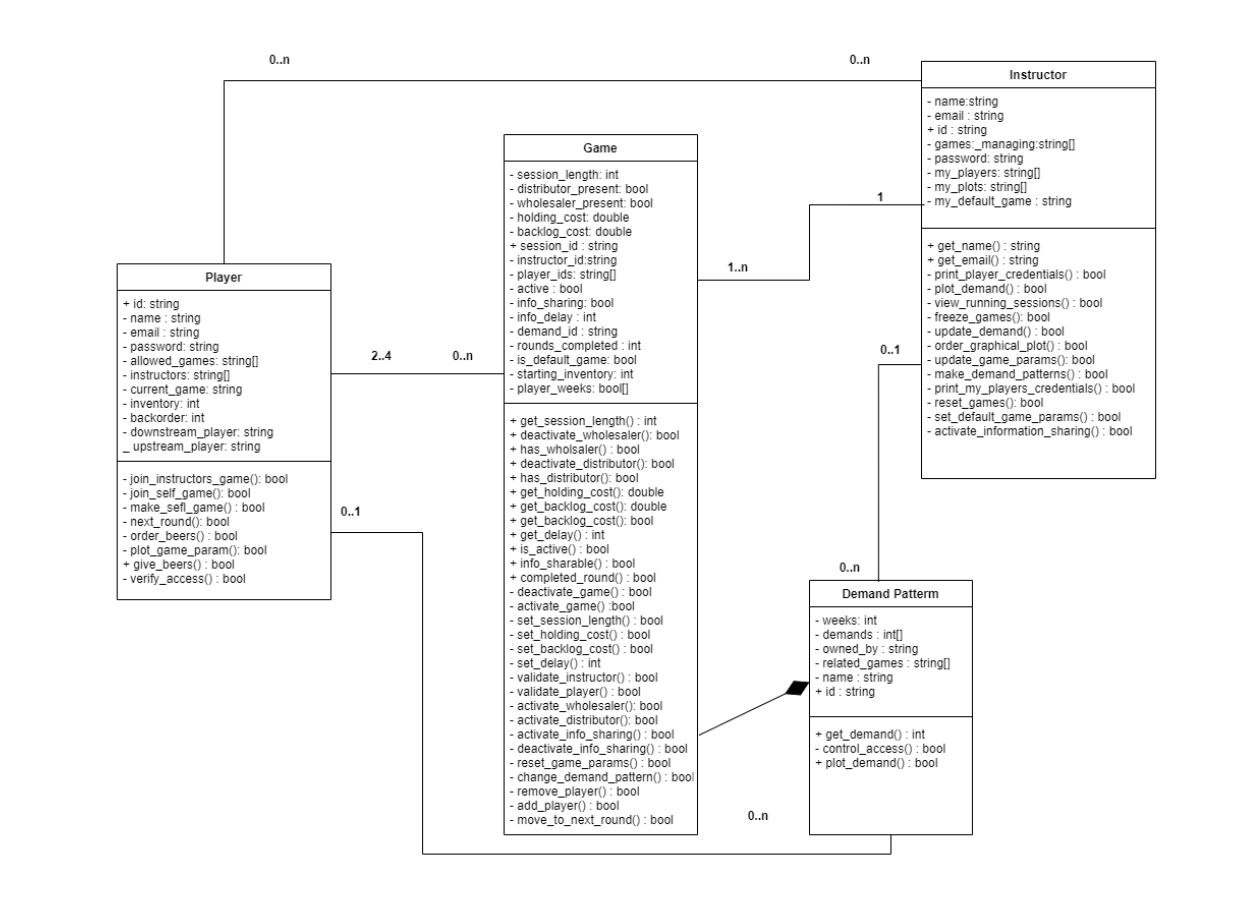 0..n
0..n
Instructor
- name:string
- email : string
+ id : string
- games:_managing:string[]
- password: string
- my_players: string[]
- my_plots: string[]
- my_default_game : string
+ get_name() : string
+ get_email() : string
- print_player_credentials() : bool
- plot_demand() : bool
- view_running_sessions() : bool
- freeze_games(): bool
- update_demand() : bool
- order_graphical_plot() : bool
- update_game_params() : bool
- make_demand_patterns() : bool
- print_my_players_credentials() : bool
- reset_games(): bool
- set_default_game_params() : bool
- activate_information_sharing() : bool
Game
- session_length: int
- distributor_present: bool
- wholesaler_present: bool
- holding_cost: double
- backlog_cost: double
+ session_id : string
- instructor_id:string
- player_ids: string[]
- active : bool
- info_sharing: bool
- info_delay : int
- demand_id : string
- rounds_completed : int
- is_default_game: bool
- starting_inventory: int
- player_weeks: bool[]
+ get_session_length() : int
+ deactivate_wholesaler(): bool
+ has_wholsaler() : bool
+ deactivate_distributor(): bool
+ has_distributor(): bool
+ get_holding_cost(): double
+ get_backlog_cost(): double
+ get_backlog_cost(): bool
+ get_delay() : int
+ is_active() : bool
+ info_sharable() : bool
+ completed_round() : bool
- deactivate_game() : bool
- activate_game() :bool
- set_session_length() : bool
- set_holding_cost() : bool
- set_backlog_cost() : bool
- set_delay() : int
- validate_instructor() : bool
- validate_player() : bool
- activate_wholesaler() : bool
- activate_distributor() : bool
- activate_info_sharing() : bool
- deactivate_info_sharing() : bool
- reset_game_params() : bool
- change_demand_pattern() : bool
- remove_player() : bool
- add_player() : bool
- move_to_next_round() : bool
1
1..n
Player
+ id: string
- name : string
- email : string
- password: string
- allowed_games: string[]
- instructors: string[]
- current_game: string
- inventory: int
- backorder: int
- downstream_player: string
_ upstream_player: string
- join_instructors_game(): bool
- join_self_game(): bool
- make_sefl_game() : bool
- next_round(): bool
- order_beers() : bool
- plot_game_param(): bool
+ give_beers() : bool
- verify_access() : bool
2..4
0..n
0..1
0..1
0..n
Demand Patterm
- weeks: int
- demands : int[]
- owned_by : string
- related_games : string[]
- name : string
+ id : string
+ get_demand() : int
- control_access() : bool
+ plot_demand() : bool
0..n